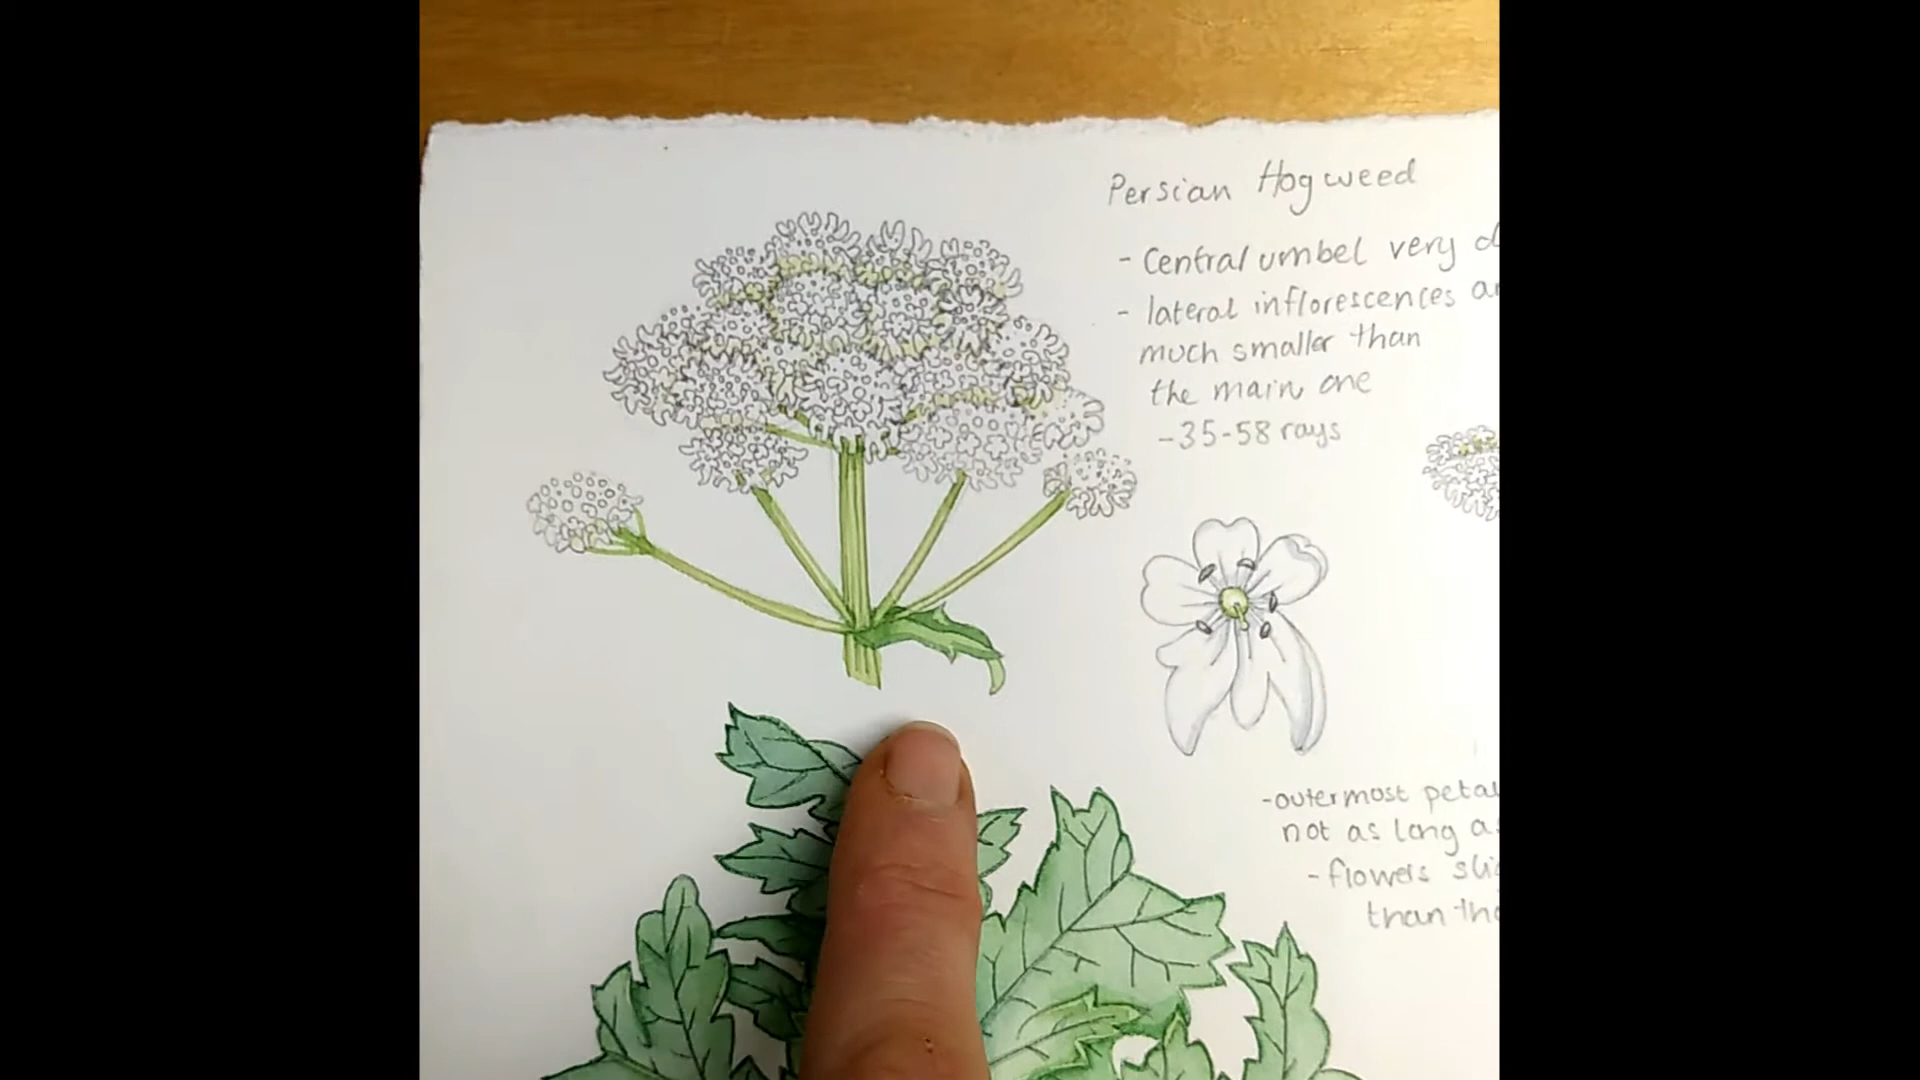 Persian Hogweed
- Central umbel very
- lateral inflorescences
much smaller than
the main one
-35-58 rays
-outermost
not as long
- flowers
than